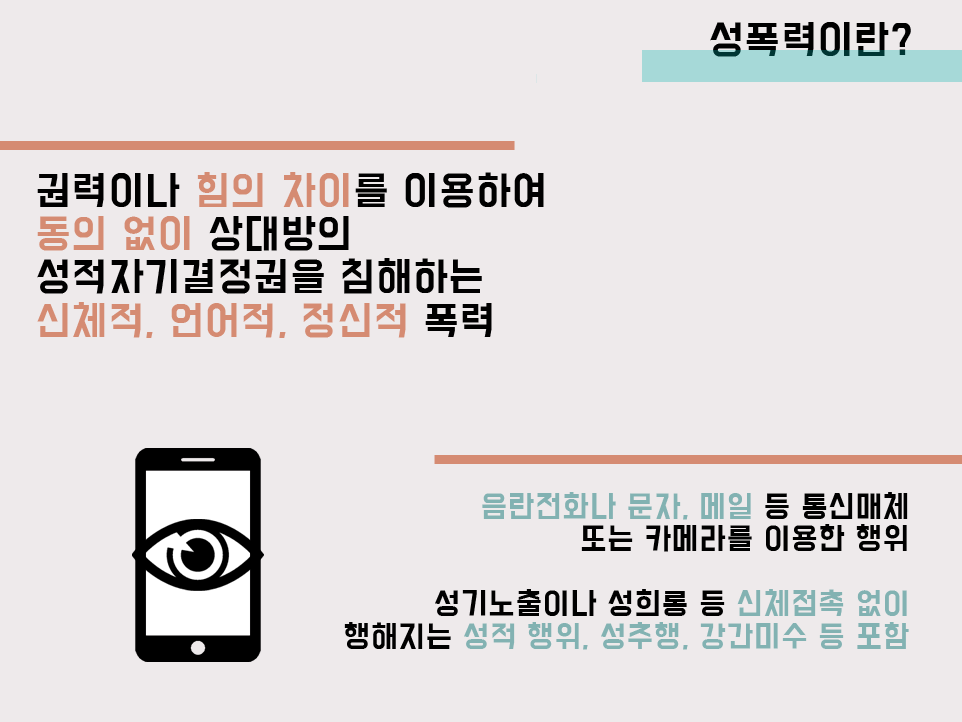 성폭력이란?
권력이나 힘의 차이를 이용하여
동의 없이 상대방의
성적자기결정권을 침해하는
신체적, 언어적, 정신적 폭력
음란전화나 문자, 메일 등 통신매체
또는 카메라를 이용한 행위
성기노출이나 성희롱 등 신체접촉 없이
행해지는 성적 행위, 성추행, 강간미수 등 포함